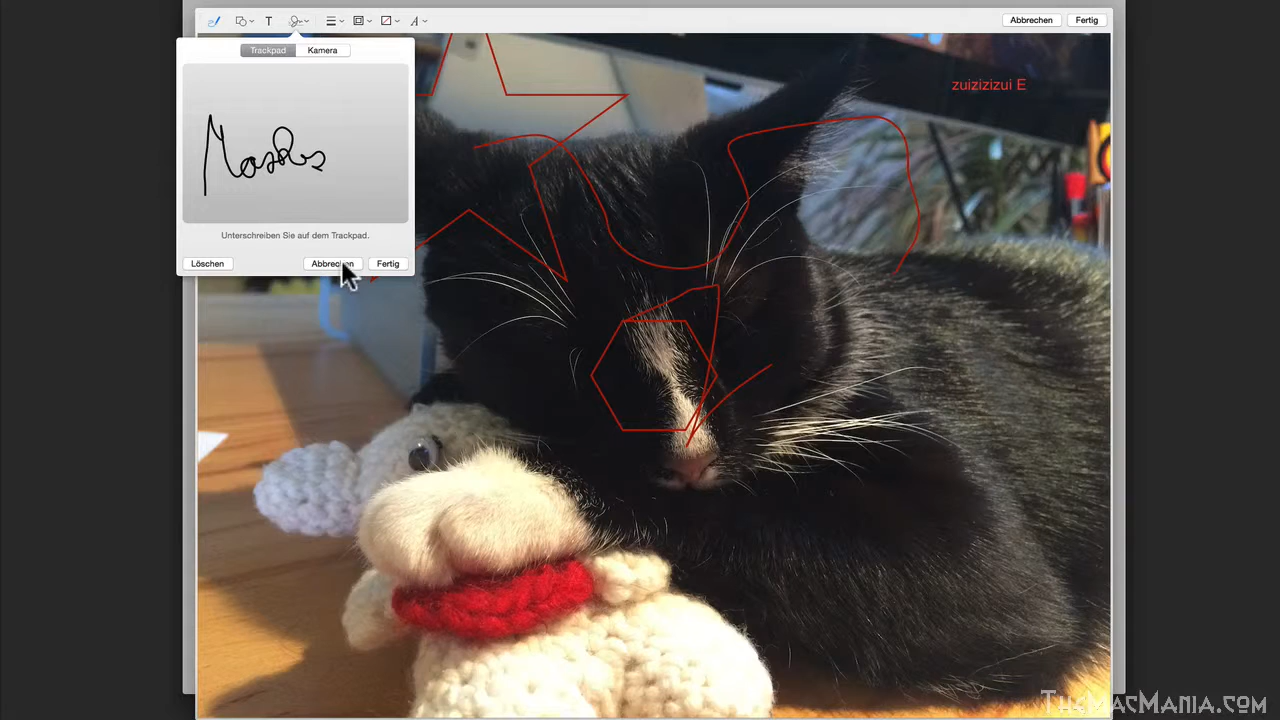 Abbrechen Fertig
Trackpad Kamera
zuizizizui E
Unterschreiben Sie auf dem Trackpad.
Löschen Abbrechen Fertig
TheMacMania.com